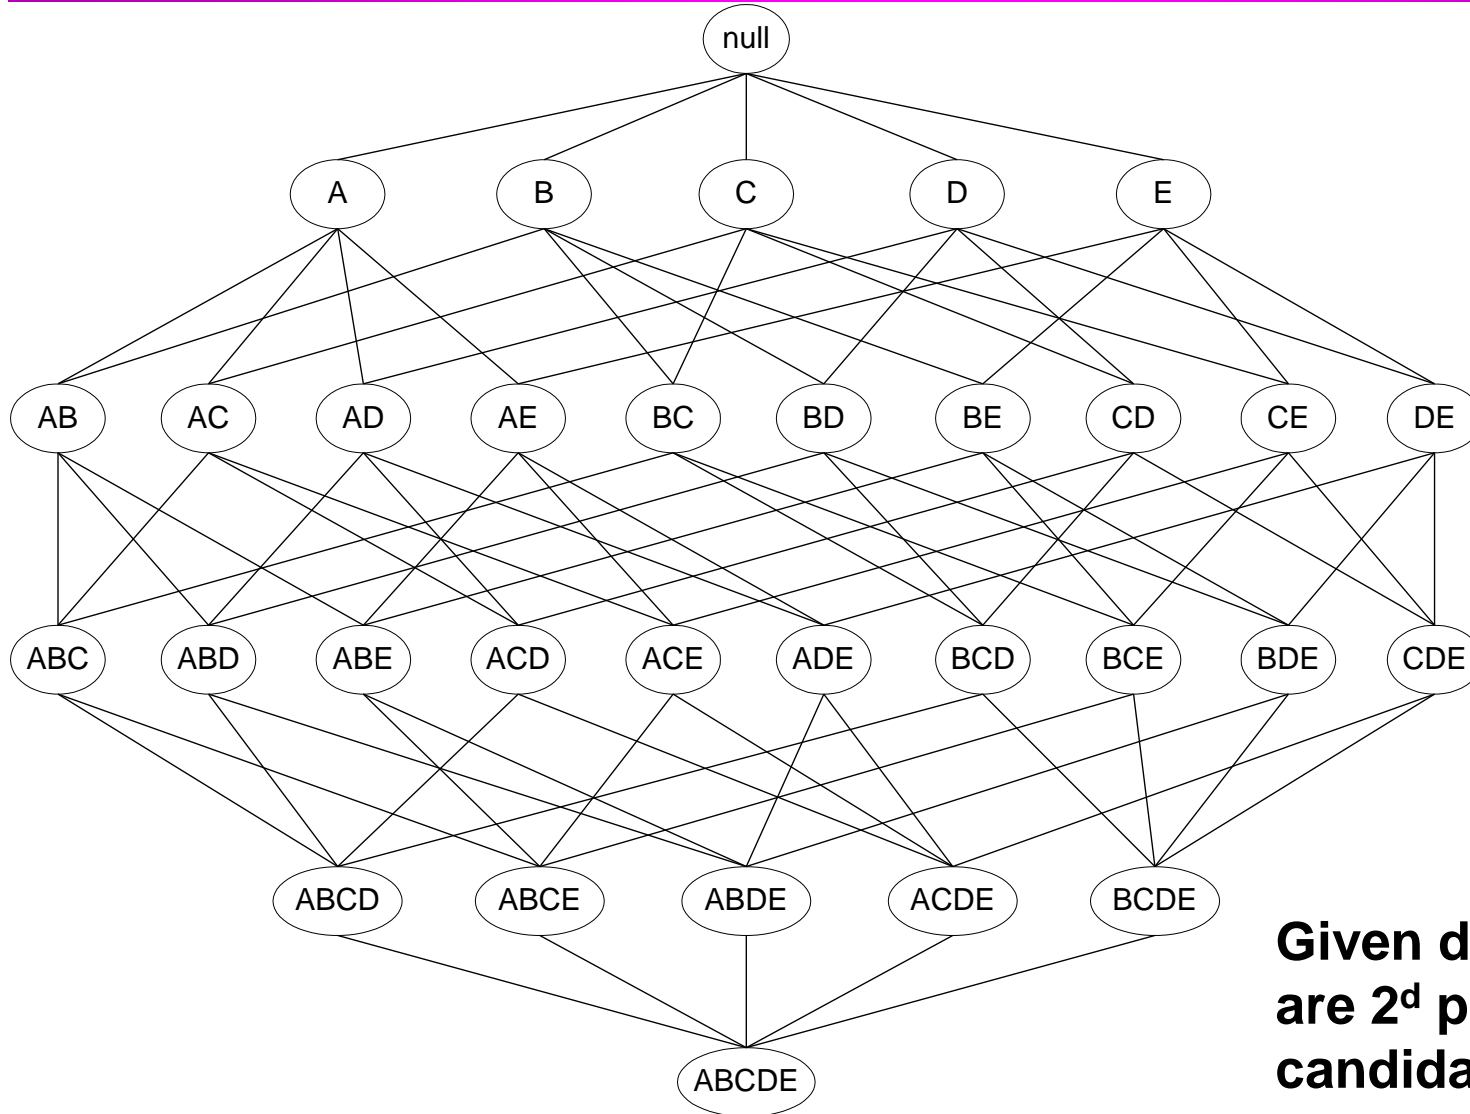 null
A B C D E
AB AC AD AE BC BD BE CD CE DE
ABC ABD ABE ACD ACE ADE BCD BCE BDE CDE
ABCD ABCE ABDE ACDE BCDE
Given
are 2ᵈ
ABCDE